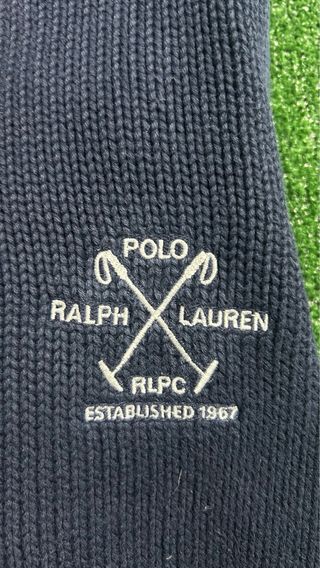 POLO
RALPH LAUREN
RLPC
ESTABLISHED 1967